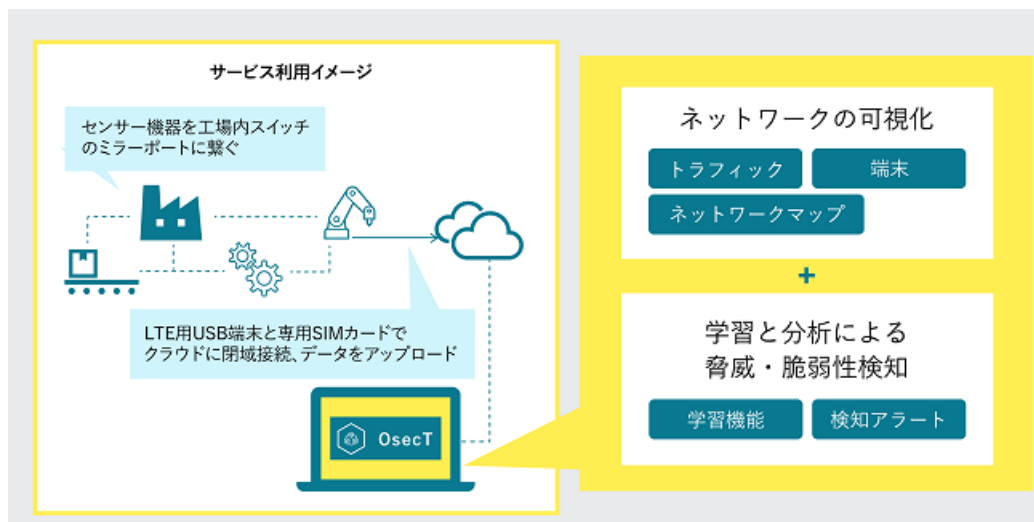 サービス利用イメージ
センサー機器を工場内スイッチ
のミラーポートに繋ぐ
LTE用USB端末と専用SIMカードで
クラウドに閉域接続、データをアップロード
OsecT
ネットワークの可視化
トラフィック
端末
ネットワークマップ
+
学習と分析による
脅威・脆弱性検知
学習機能
検知アラート